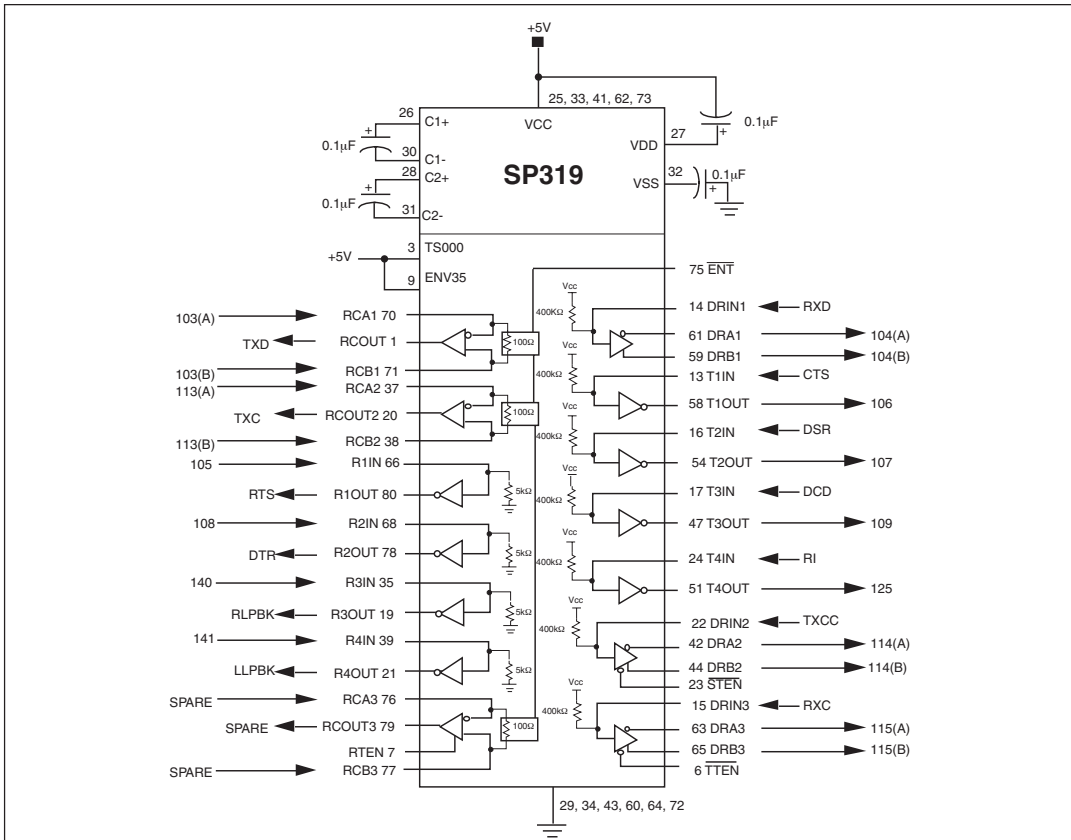 +5V
25, 33, 41, 62, 73
26
C1+
VCC
27
0.1µF
0.1µF
30
C1-
VDD
28
C2+
SP319
32
0.1µF
0.1µF
VSS
31
C2-
+5V
3
TS000
9
ENV35
75 ENT
103(A)
RCA1 70
TXD
RCOUT 1
100Ω
103(B)
RCB1 71
113(A)
RCA2 37
TXC
RCOUT2 20
100Ω
113(B)
RCB2 38
105
R1IN 66
RTS
R1OUT 80
5kΩ
108
R2IN 68
DTR
R2OUT 78
5kΩ
140
R3IN 35
RLPBK
R3OUT 19
5kΩ
141
R4IN 39
LLPBK
R4OUT 21
5kΩ
SPARE
RCA3 76
SPARE
RCOUT3 79
100Ω
RTEN 7
SPARE
RCB3 77
Vcc
400KΩ
14 DRIN1
RXD
61 DRA1
104(A)
59 DRB1
104(B)
Vcc
400kΩ
13 T1IN
CTS
58 T1OUT
106
Vcc
400kΩ
16 T2IN
DSR
54 T2OUT
107
Vcc
400kΩ
17 T3IN
DCD
47 T3OUT
109
Vcc
400kΩ
24 T4IN
RI
51 T4OUT
125
Vcc
400kΩ
22 DRIN2
TXCC
42 DRA2
114(A)
44 DRB2
114(B)
23 STEN
Vcc
400kΩ
15 DRIN3
RXC
63 DRA3
115(A)
65 DRB3
115(B)
6 TTEN
29, 34, 43, 60, 64, 72